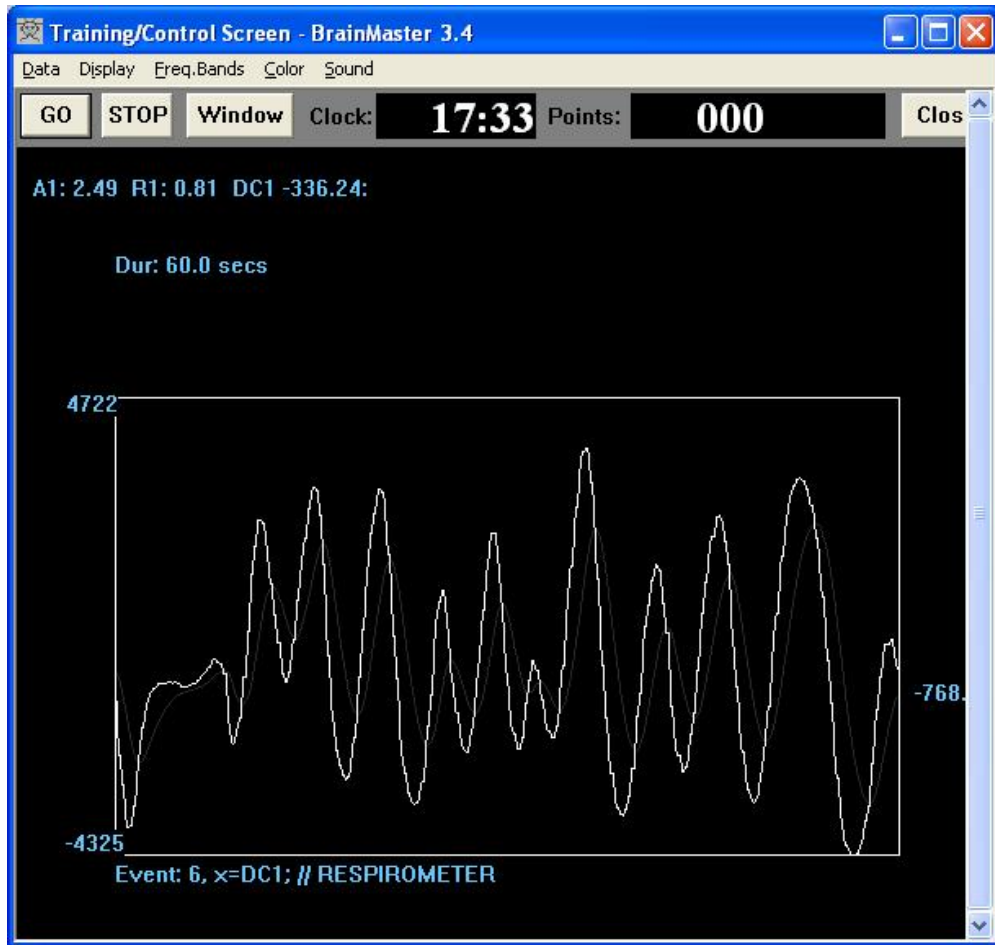 Training/Control Screen - BrainMaster 3.4
Data Display Freq.Bands Color Sound
GO STOP Window Clock: 17:33 Points: 000 Clos
A1: 2.49 R1: 0.81 DC1 -336.24:
Dur: 60.0 secs
4722
-768.
-4325
Event: 6, x=DC1; // RESPIROMETER